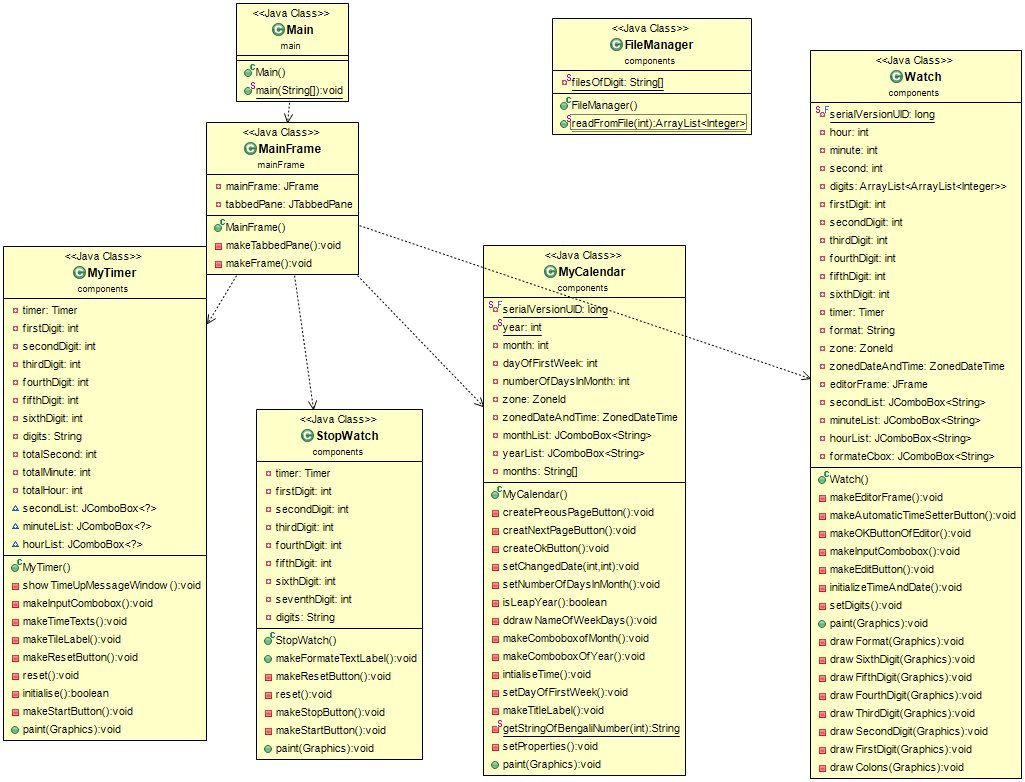 <<Java Class>>
Main
main
Main()
main(String[]):void
<<Java Class>>
MainFrame
mainFrame
mainFrame: JFrame
tabbedPane: JTabbedPane
MainFrame()
makeTabbedPane():void
makeFrame():void
<<Java Class>>
FileManager
components
filesOfDigit: String[]
FileManager()
readFromFile(int):ArrayList<Integer>
<<Java Class>>
MyTimer
components
timer: Timer
firstDigit: int
secondDigit: int
thirdDigit: int
fourthDigit: int
fifthDigit: int
sixthDigit: int
digits: String
totalSecond: int
totalMinute: int
totalHour: int
secondList: JComboBox<?>
minuteList: JComboBox<?>
hourList: JComboBox<?>
MyTimer()
show TimeUpMessageWindow ():void
makeInputCombobox():void
makeTimeTexts():void
makeTileLabel():void
makeResetButton():void
reset():void
initialise():boolean
makeStartButton():void
paint(Graphics):void
<<Java Class>>
StopWatch
components
timer: Timer
firstDigit: int
secondDigit: int
thirdDigit: int
fourthDigit: int
fifthDigit: int
sixthDigit: int
seventhDigit: int
digits: String
StopWatch()
makeFormateTextLabel():void
makeResetButton():void
reset():void
makeStopButton():void
makeStartButton():void
paint(Graphics):void
<<Java Class>>
MyCalendar
components
serialVersionUID: long
year: int
month: int
dayOfFirstWeek: int
numberOfDaysInMonth: int
zone: ZoneId
zonedDateAndTime: ZonedDateTime
monthList: JComboBox<String>
yearList: JComboBox<String>
months: String[]
MyCalendar()
createPreousPageButton():void
creatNextPageButton():void
createOkButton():void
setChangedDate(int,int):void
setNumberOfDaysInMonth():void
isLeapYear():boolean
ddraw NameOfWeekDays():void
makeComboboxofMonth():void
makeComboboxOfYear():void
intialiseTime():void
setDayOfFirstWeek():void
makeTitleLabel():void
getStringOfBengaliNumber(int):String
setProperties():void
paint(Graphics):void
<<Java Class>>
Watch
components
serialVersionUID: long
hour: int
minute: int
second: int
digits: ArrayList<ArrayList<Integer>>
firstDigit: int
secondDigit: int
thirdDigit: int
fourthDigit: int
fifthDigit: int
sixthDigit: int
timer: Timer
format: String
zone: ZoneId
zonedDateAndTime: ZonedDateTime
editorFrame: JFrame
secondList: JComboBox<String>
minuteList: JComboBox<String>
hourList: JComboBox<String>
formateCbox: JComboBox<String>
Watch()
makeEditorFrame():void
makeAutomaticTimeSetterButton():void
makeOKButtonOfEditor():void
makeInputCombobox():void
makeEditButton():void
initializeTimeAndDate():void
setDigits():void
paint(Graphics):void
draw Format(Graphics):void
draw SixthDigit(Graphics):void
draw FifthDigit(Graphics):void
draw FourthDigit(Graphics):void
draw ThirdDigit(Graphics):void
draw SecondDigit(Graphics):void
draw FirstDigit(Graphics):void
draw Colons(Graphics):void